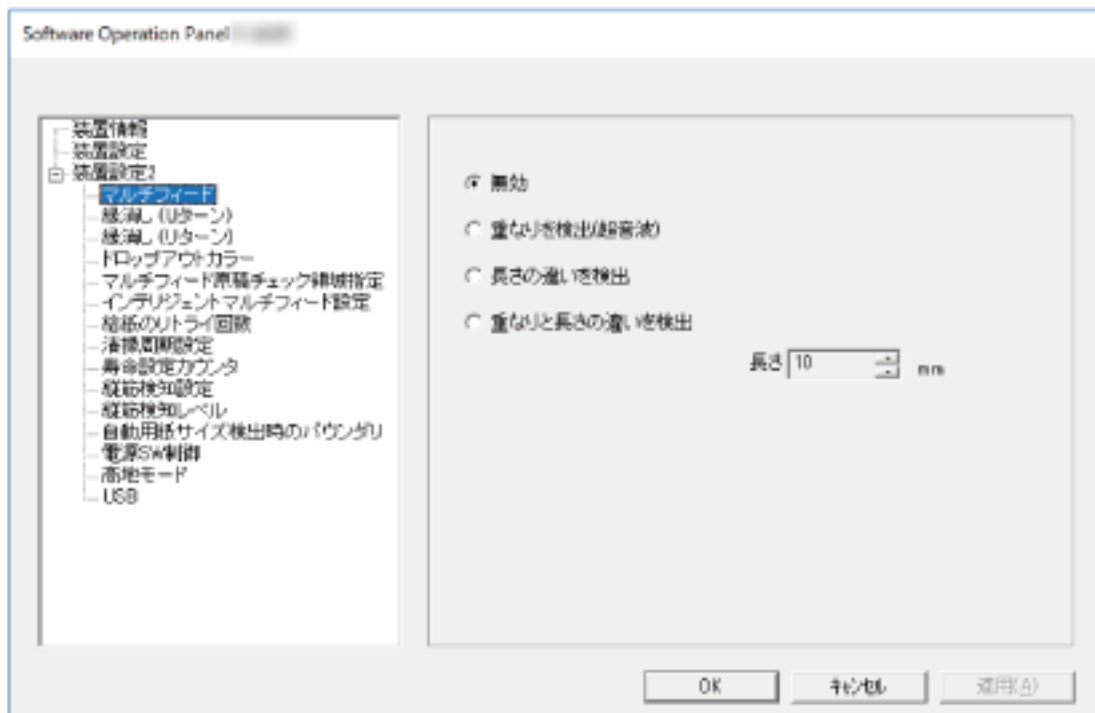 Software Operation Panel
装置情報
装置設定
装置設定2
マルチフィード
縁消し (Uターン)
縁消し (Uターン)
ドロップアウトカラー
マルチフィード原稿チェック領域指定
インテリジェントマルチフィード設定
給紙のリトライ回数
清掃周期設定
寿命設定カウンタ
縦筋検知設定
縦筋検知レベル
自動用紙サイズ検出時のバウンダリ
電源SW制御
高地モード
USB
無効
重なりを検出(超音波)
長さの違いを検出
重なりと長さの違いを検出
長さ 10 mm
OK キャンセル 適用(A)